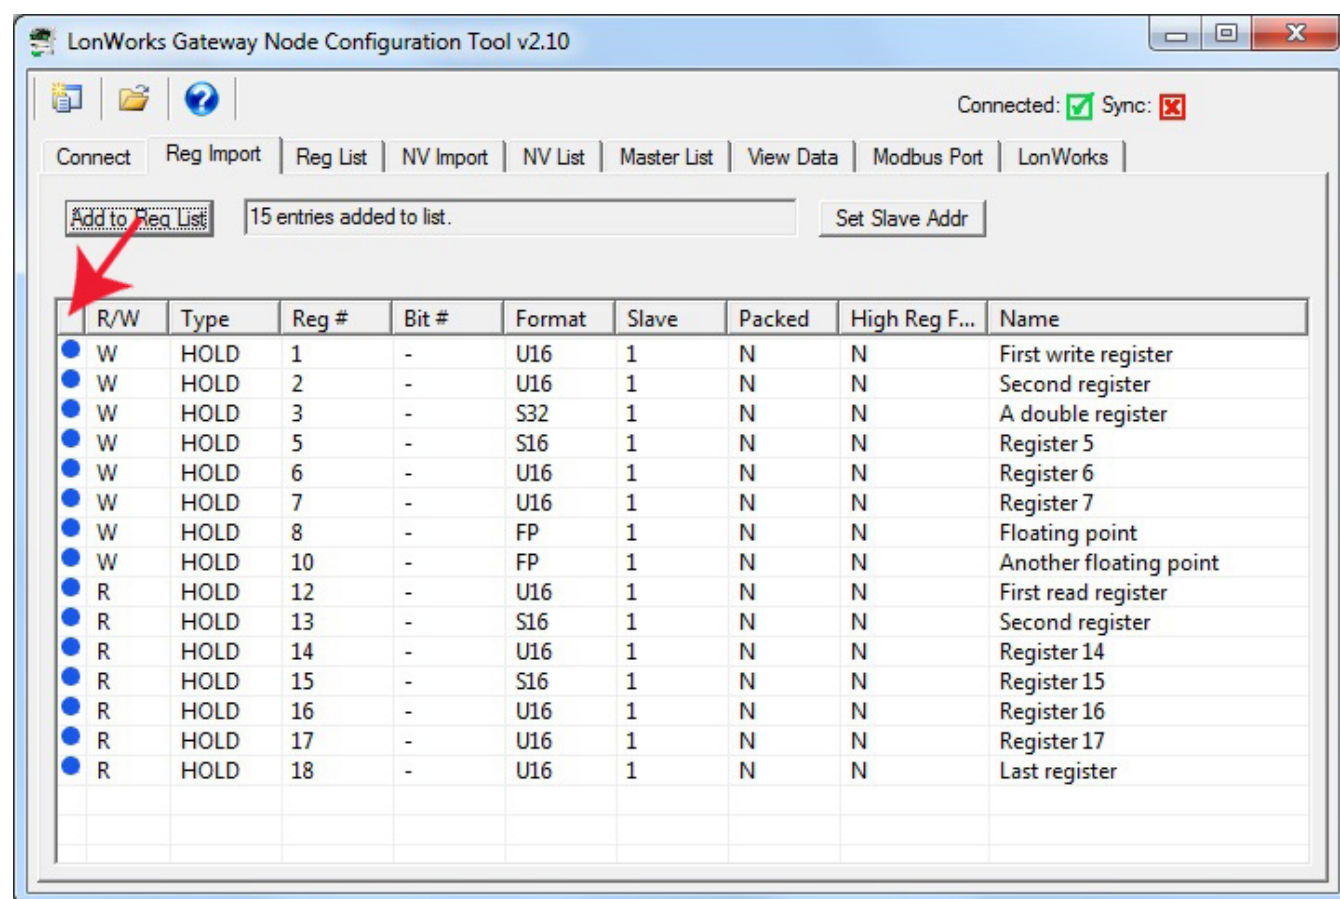 LonWorks Gateway Node Configuration Tool v2.10
Connected: Sync:
Connect Reg Import Reg List NV Import NV List Master List View Data Modbus Port LonWorks
Add to Reg List 15 entries added to list. Set Slave Addr
R/W Type Reg # Bit # Format Slave Packed High Reg F... Name
W HOLD 1 - U16 1 N N First write register
W HOLD 2 - U16 1 N N Second register
W HOLD 3 - S32 1 N N A double register
W HOLD 5 - S16 1 N N Register 5
W HOLD 6 - U16 1 N N Register 6
W HOLD 7 - U16 1 N N Register 7
W HOLD 8 - FP 1 N N Floating point
W HOLD 10 - FP 1 N N Another floating point
R HOLD 12 - U16 1 N N First read register
R HOLD 13 - S16 1 N N Second register
R HOLD 14 - U16 1 N N Register 14
R HOLD 15 - S16 1 N N Register 15
R HOLD 16 - U16 1 N N Register 16
R HOLD 17 - U16 1 N N Register 17
R HOLD 18 - U16 1 N N Last register